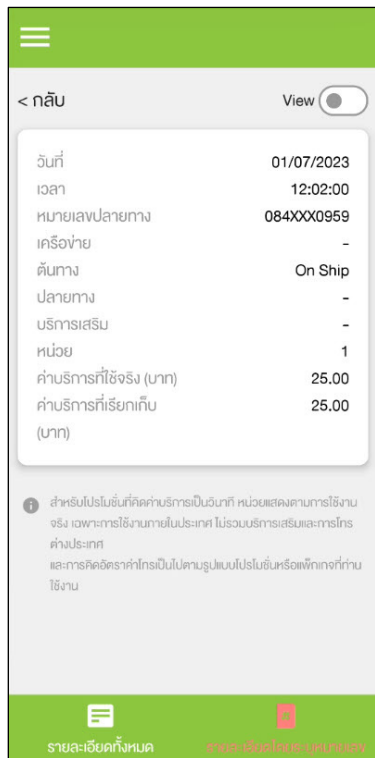 < กลับ View
วันที่ 01/07/2023
เวลา 12:02:00
หมายเลขปลายทาง 084XXX0959
เครือข่าย -
ต้นทาง On Ship
ปลายทาง -
บริการเสริม -
หน่วย 1
ค่าบริการที่ใช้จริง (บาท) 25.00
ค่าบริการที่เรียกเก็บ 25.00
(บาท)
สำหรับโปรโมชั่นที่คิดค่าบริการเป็นวินาที หน่วยแสดงตามการใช้งาน
จริง เฉพาะการใช้งานภายในประเทศ ไม่รวมบริการเสริมและการโทร
ต่างประเทศ
และการคิดอัตราค่าโทรเป็นไปตามรูปแบบโปรโมชั่นหรือแพ็กเกจที่ท่าน
ใช้งาน
รายละเอียดทั้งหมด